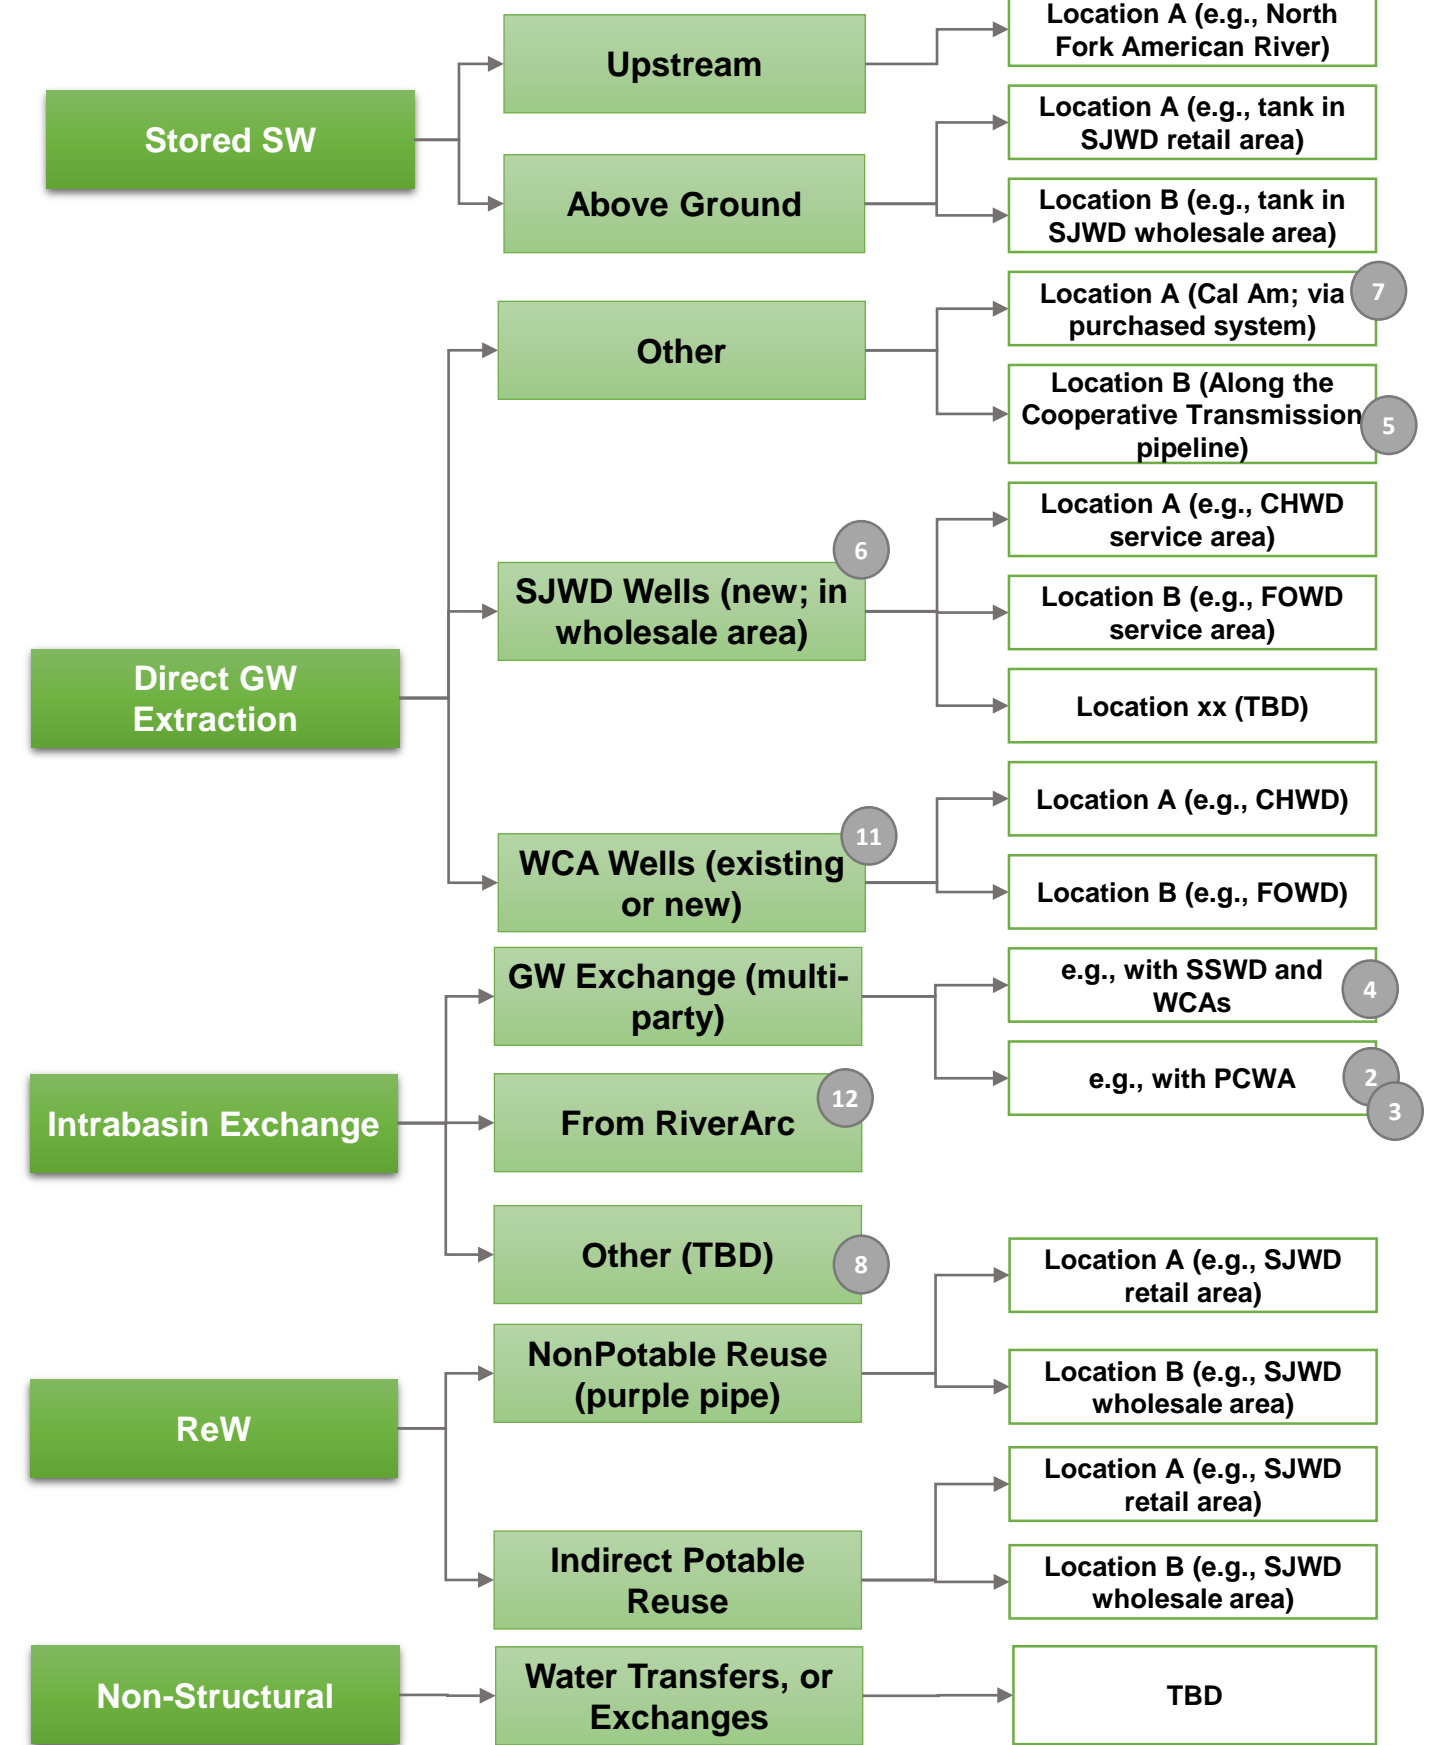 Stored SW
Upstream
Location A (e.g., North
Fork American River)
Above Ground
Location A (e.g., tank in
SJWD retail area)
Location B (e.g., tank in
SJWD wholesale area)
Direct GW
Extraction
Other
Location A (Cal Am; via
purchased system)
7
Location B (Along the
Cooperative Transmission
pipeline)
5
SJWD Wells (new; in
wholesale area)
6
Location A (e.g., CHWD
service area)
Location B (e.g., FOWD
service area)
Location xx (TBD)
WCA Wells (existing
or new)
11
Location A (e.g., CHWD)
Location B (e.g., FOWD)
Intrabasin Exchange
GW Exchange (multi-
party)
e.g., with SSWD and
WCAs
4
e.g., with PCWA
2
3
From RiverArc
12
Other (TBD)
8
ReW
NonPotable Reuse
(purple pipe)
Location A (e.g., SJWD
retail area)
Location B (e.g., SJWD
wholesale area)
Indirect Potable
Reuse
Location A (e.g., SJWD
retail area)
Location B (e.g., SJWD
wholesale area)
Non-Structural
Water Transfers, or
Exchanges
TBD